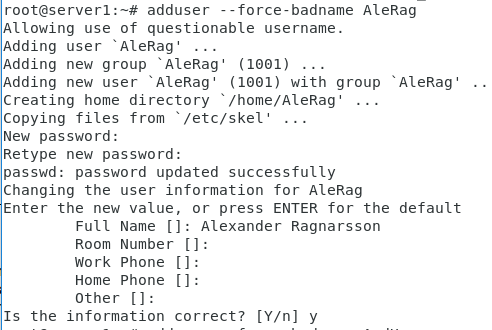 root@server1:~# adduser --force-badname AleRag
Allowing use of questionable username.
Adding user `AleRag' ...
Adding new group `AleRag' (1001) ...
Adding new user `AleRag' (1001) with group `AleRag' ..
Creating home directory `/home/AleRag' ...
Copying files from `/etc/skel' ...
New password:
Retype new password:
passwd: password updated successfully
Changing the user information for AleRag
Enter the new value, or press ENTER for the default
Full Name []: Alexander Ragnarsson
Room Number []:
Work Phone []:
Home Phone []:
Other []:
Is the information correct? [Y/n] y